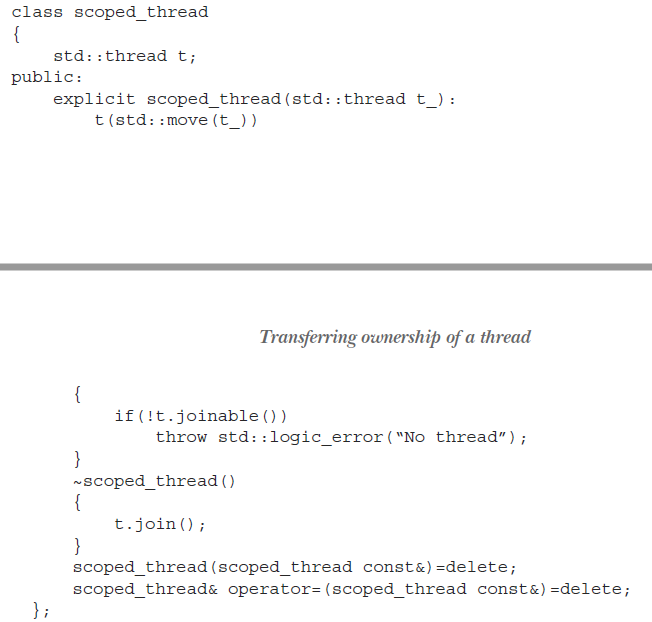 class scoped_thread
{
    std::thread t;
public:
    explicit scoped_thread(std::thread t_):
        t(std::move(t_))
Transferring ownership of a thread
    {
        if(!t.joinable())
            throw std::logic_error(“No thread”);
    }
    ~scoped_thread()
    {
        t.join();
    }
    scoped_thread(scoped_thread const&)=delete;
    scoped_thread& operator=(scoped_thread const&)=delete;
};